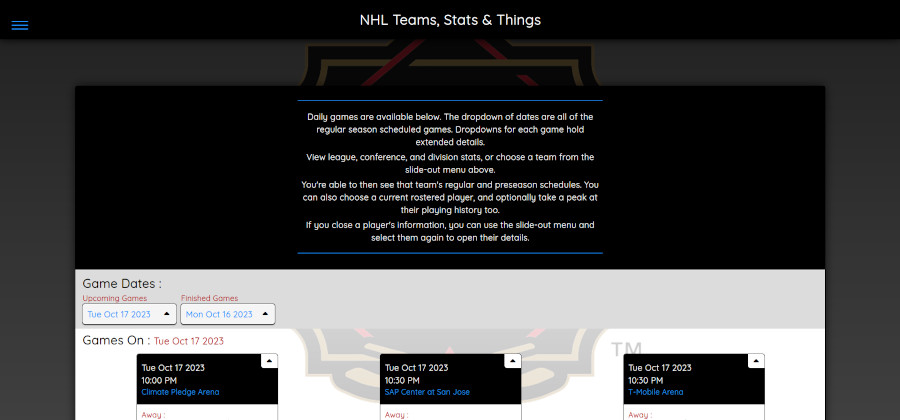 NHL Teams, Stats & Things
Daily games are available below. The dropdown of dates are all of the
regular season scheduled games. Dropdowns for each game hold
extended details.
View league, conference, and division stats, or choose a team from the
slide-out menu above.
You're able to then see that team's regular and preseason schedules. You
can also choose a current rostered player, and optionally take a peak at
their playing history too.
If you close a player's information, you can use the slide-out menu and
select them again to open their details.
Game Dates :
Upcoming Games Finished Games
Tue Oct 17 2023 Mon Oct 16 2023
Games On : Tue Oct 17 2023
TM
Tue Oct 17 2023 Tue Oct 17 2023 Tue Oct 17 2023
10:00 PM 10:30 PM 10:30 PM
Climate Pledge Arena SAP Center at San Jose T-Mobile Arena
Away : Away : Away :